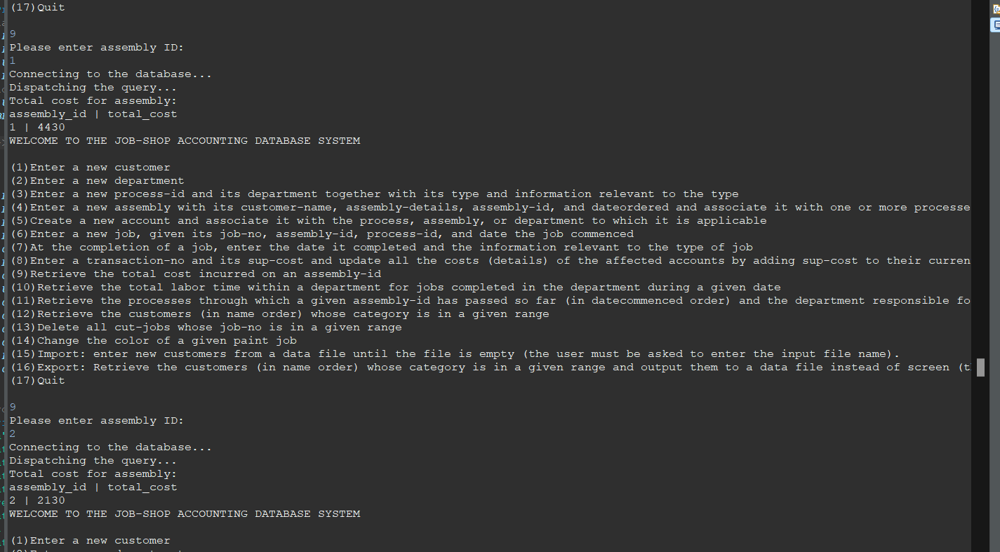 (17)Quit
9
Please enter assembly ID:
1
Connecting to the database...
Dispatching the query...
Total cost for assembly:
assembly_id | total_cost
1 | 4430
WELCOME TO THE JOB-SHOP ACCOUNTING DATABASE SYSTEM
(1)Enter a new customer
(2)Enter a new department
(3)Enter a new process-id and its department together with its type and information relevant to the type
(4)Enter a new assembly with its customer-name, assembly-details, assembly-id, and dateordered and associate it with one or more processe
(5)Create a new account and associate it with the process, assembly, or department to which it is applicable
(6)Enter a new job, given its job-no, assembly-id, process-id, and date the job commenced
(7)At the completion of a job, enter the date it completed and the information relevant to the type of job
(8)Enter a transaction-no and its sup-cost and update all the costs (details) of the affected accounts by adding sup-cost to their curren
(9)Retrieve the total cost incurred on an assembly-id
(10)Retrieve the total labor time within a department for jobs completed in the department during a given date
(11)Retrieve the processes through which a given assembly-id has passed so far (in datecommenced order) and the department responsible fo
(12)Retrieve the customers (in name order) whose category is in a given range
(13)Delete all cut-jobs whose job-no is in a given range
(14)Change the color of a given paint job
(15)Import: enter new customers from a data file until the file is empty (the user must be asked to enter the input file name).
(16)Export: Retrieve the customers (in name order) whose category is in a given range and output them to a data file instead of screen (t
(17)Quit
9
Please enter assembly ID:
2
Connecting to the database...
Dispatching the query...
Total cost for assembly:
assembly_id | total_cost
2 | 2130
WELCOME TO THE JOB-SHOP ACCOUNTING DATABASE SYSTEM
(1)Enter a new customer